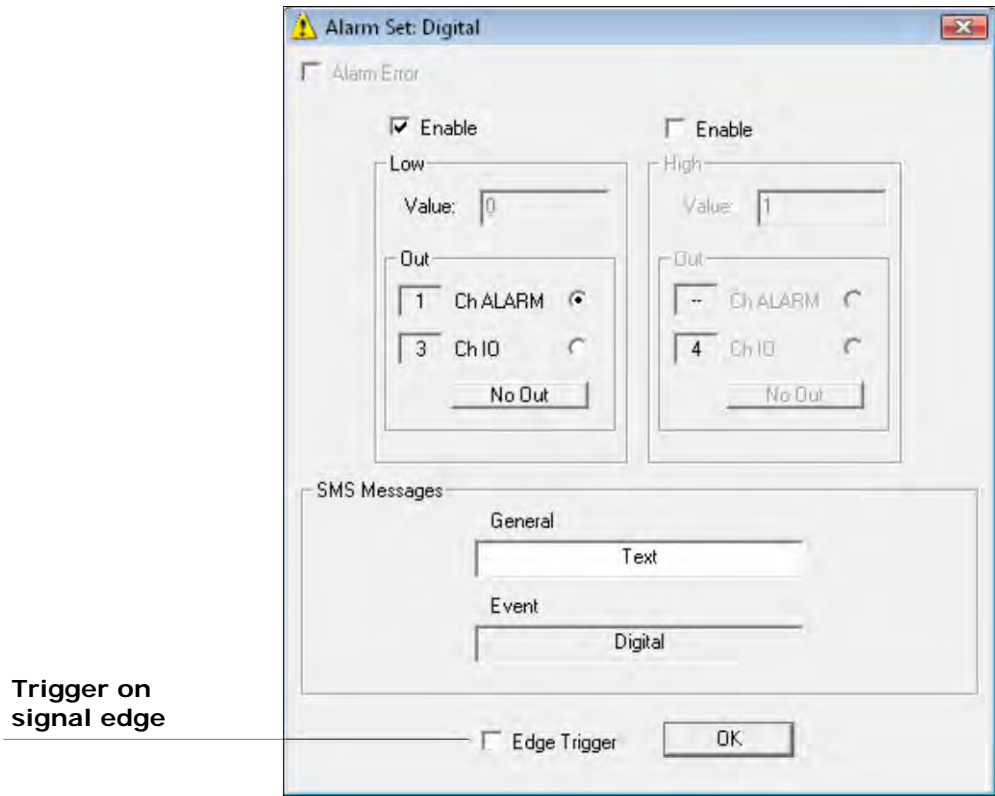 Alarm Set: Digital
Alarm Error
Enable
Enable
Low
High
Value: 0
Value: 1
Out
Out
1 Ch ALARM
-- Ch ALARM
3 Ch IO
4 Ch IO
No Out
No Out
SMS Messages
General
Text
Event
Digital
Trigger on
signal edge
Edge Trigger
OK